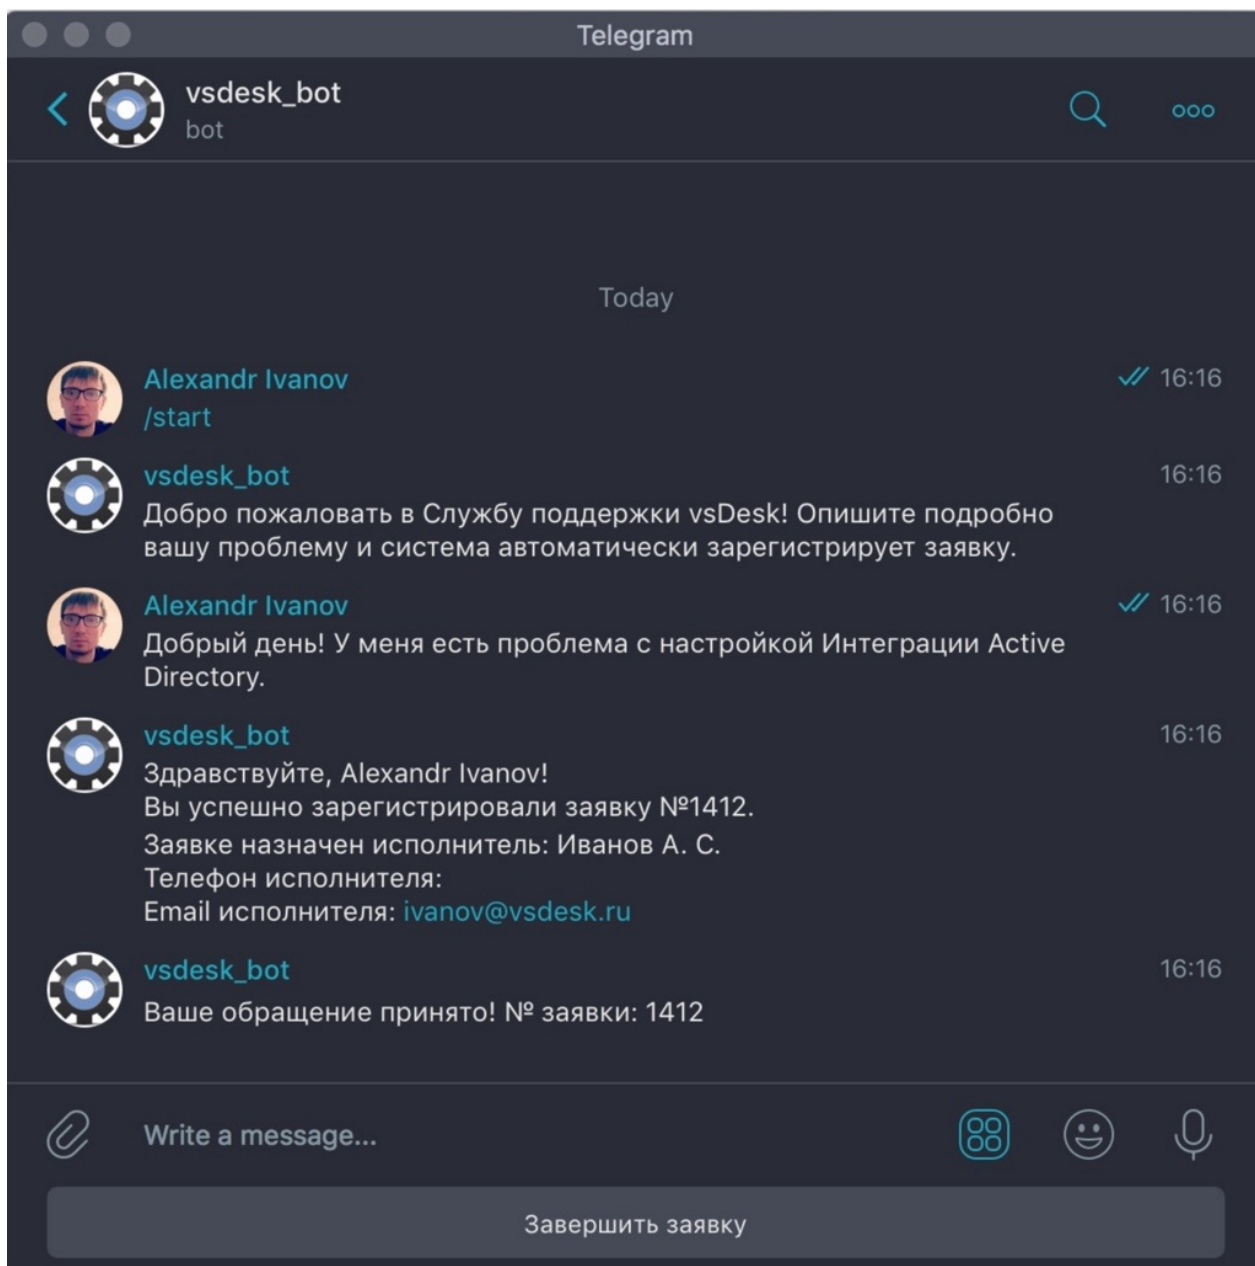 Telegram
vsdesk_bot
bot
Today
Alexandr Ivanov
16:16
/start
vsdesk_bot
16:16
Добро пожаловать в Службу поддержки vsDesk! Опишите подробно
вашу проблему и система автоматически зарегистрирует заявку.
Alexandr Ivanov
16:16
Добрый день! У меня есть проблема с настройкой Интеграции Active
Directory.
vsdesk_bot
16:16
Здравствуйте, Alexandr Ivanov!
Вы успешно зарегистрировали заявку №1412.
Заявке назначен исполнитель: Иванов А. С.
Телефон исполнителя:
Email исполнителя: ivanov@vsdesk.ru
vsdesk_bot
16:16
Ваше обращение принято! № заявки: 1412
Write a message...
Завершить заявку